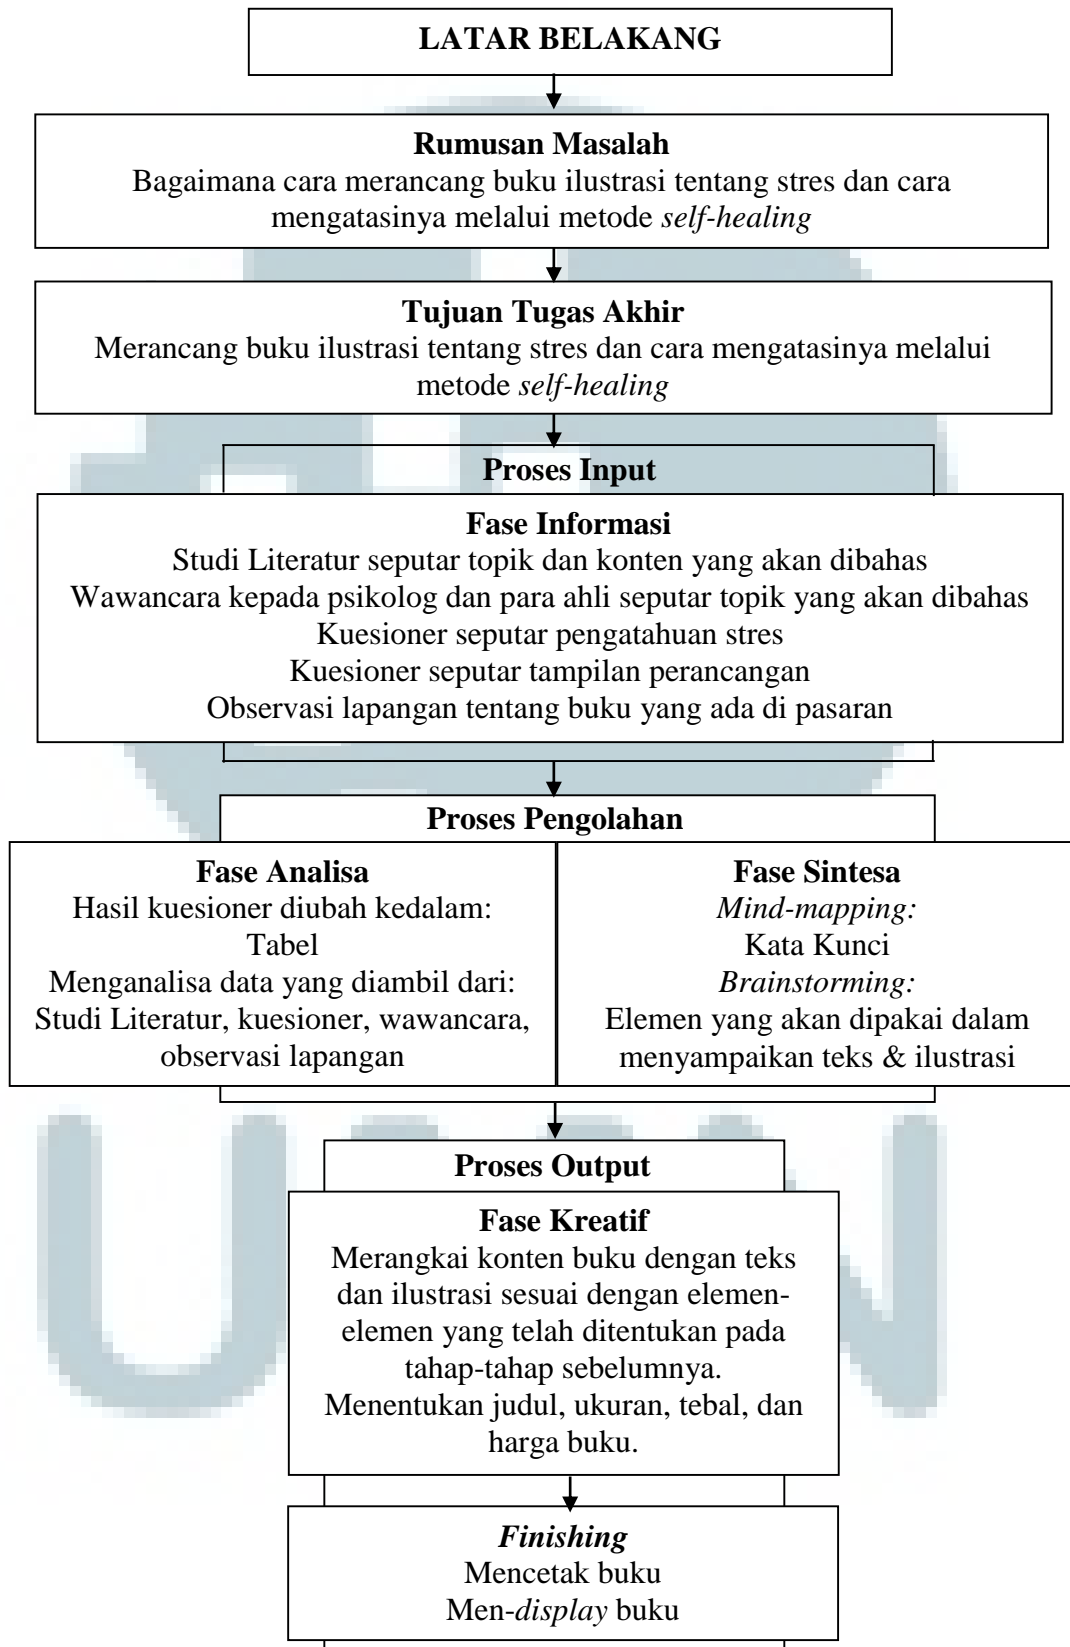 LATAR BELAKANG
Rumusan Masalah
Bagaimana cara merancang buku ilustrasi tentang stres dan cara
mengatasinya melalui metode self-healing
Tujuan Tugas Akhir
Merancang buku ilustrasi tentang stres dan cara mengatasinya melalui
metode self-healing
Proses Input
Fase Informasi
Studi Literatur seputar topik dan konten yang akan dibahas
Wawancara kepada psikolog dan para ahli seputar topik yang akan dibahas
Kuesioner seputar pengatahuan stres
Kuesioner seputar tampilan perancangan
Observasi lapangan tentang buku yang ada di pasaran
Proses Pengolahan
Fase Analisa
Hasil kuesioner diubah kedalam:
Tabel
Menganalisa data yang diambil dari:
Studi Literatur, kuesioner, wawancara,
observasi lapangan
Fase Sintesa
Mind-mapping:
Kata Kunci
Brainstorming:
Elemen yang akan dipakai dalam
menyampaikan teks & ilustrasi
Proses Output
Fase Kreatif
Merangkai konten buku dengan teks
dan ilustrasi sesuai dengan elemen-
elemen yang telah ditentukan pada
tahap-tahap sebelumnya.
Menentukan judul, ukuran, tebal, dan
harga buku.
Finishing
Mencetak buku
Men-display buku